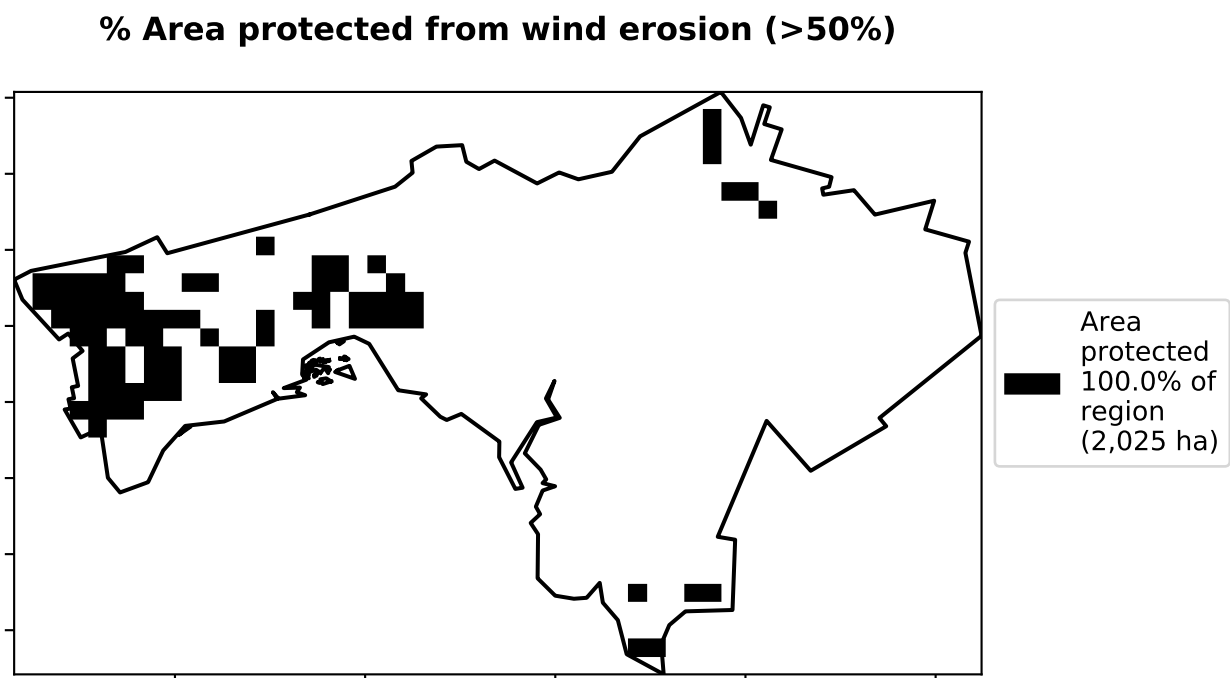 % Area protected from wind erosion (>50%)
Area
protected
100.0% of
region
(2,025 ha)